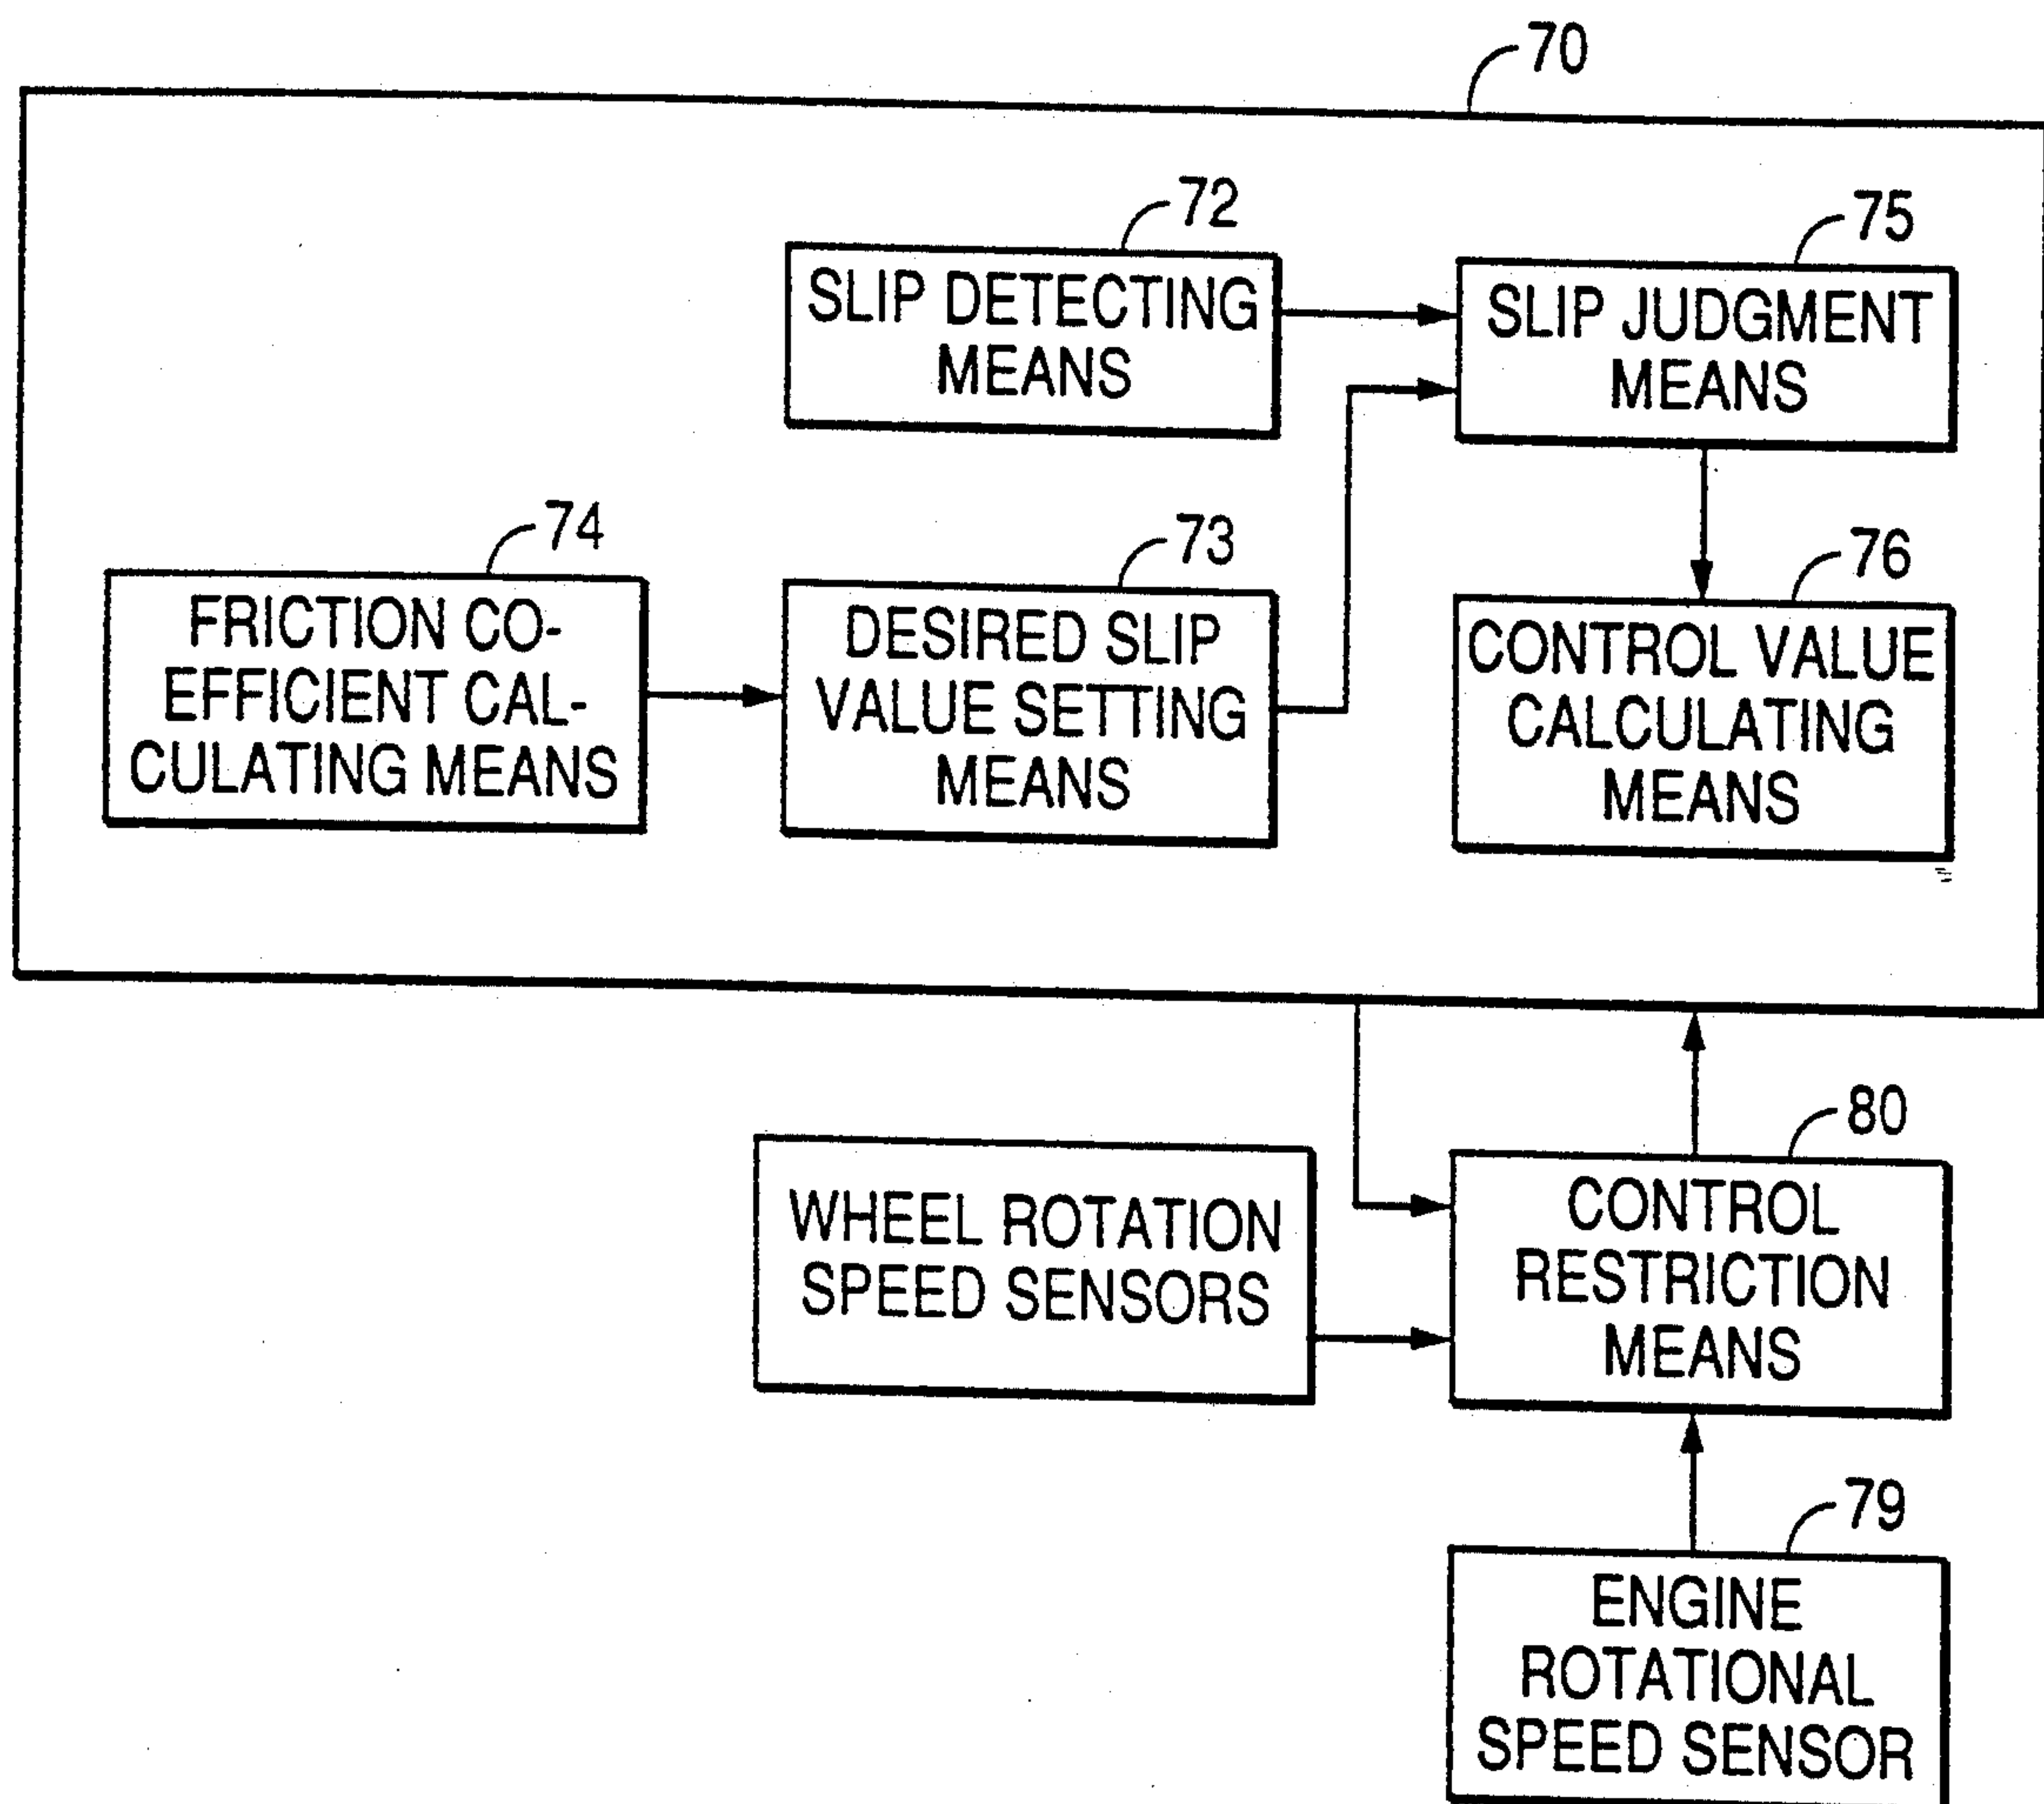 70
72
SLIP DETECTING
MEANS
75
SLIP JUDGMENT
MEANS
74
FRICTION CO-
EFFICIENT CAL-
CULATING MEANS
73
DESIRED SLIP
VALUE SETTING
MEANS
76
CONTROL VALUE
CALCULATING
MEANS
WHEEL ROTATION
SPEED SENSORS
80
CONTROL
RESTRICTION
MEANS
79
ENGINE
ROTATIONAL
SPEED SENSOR